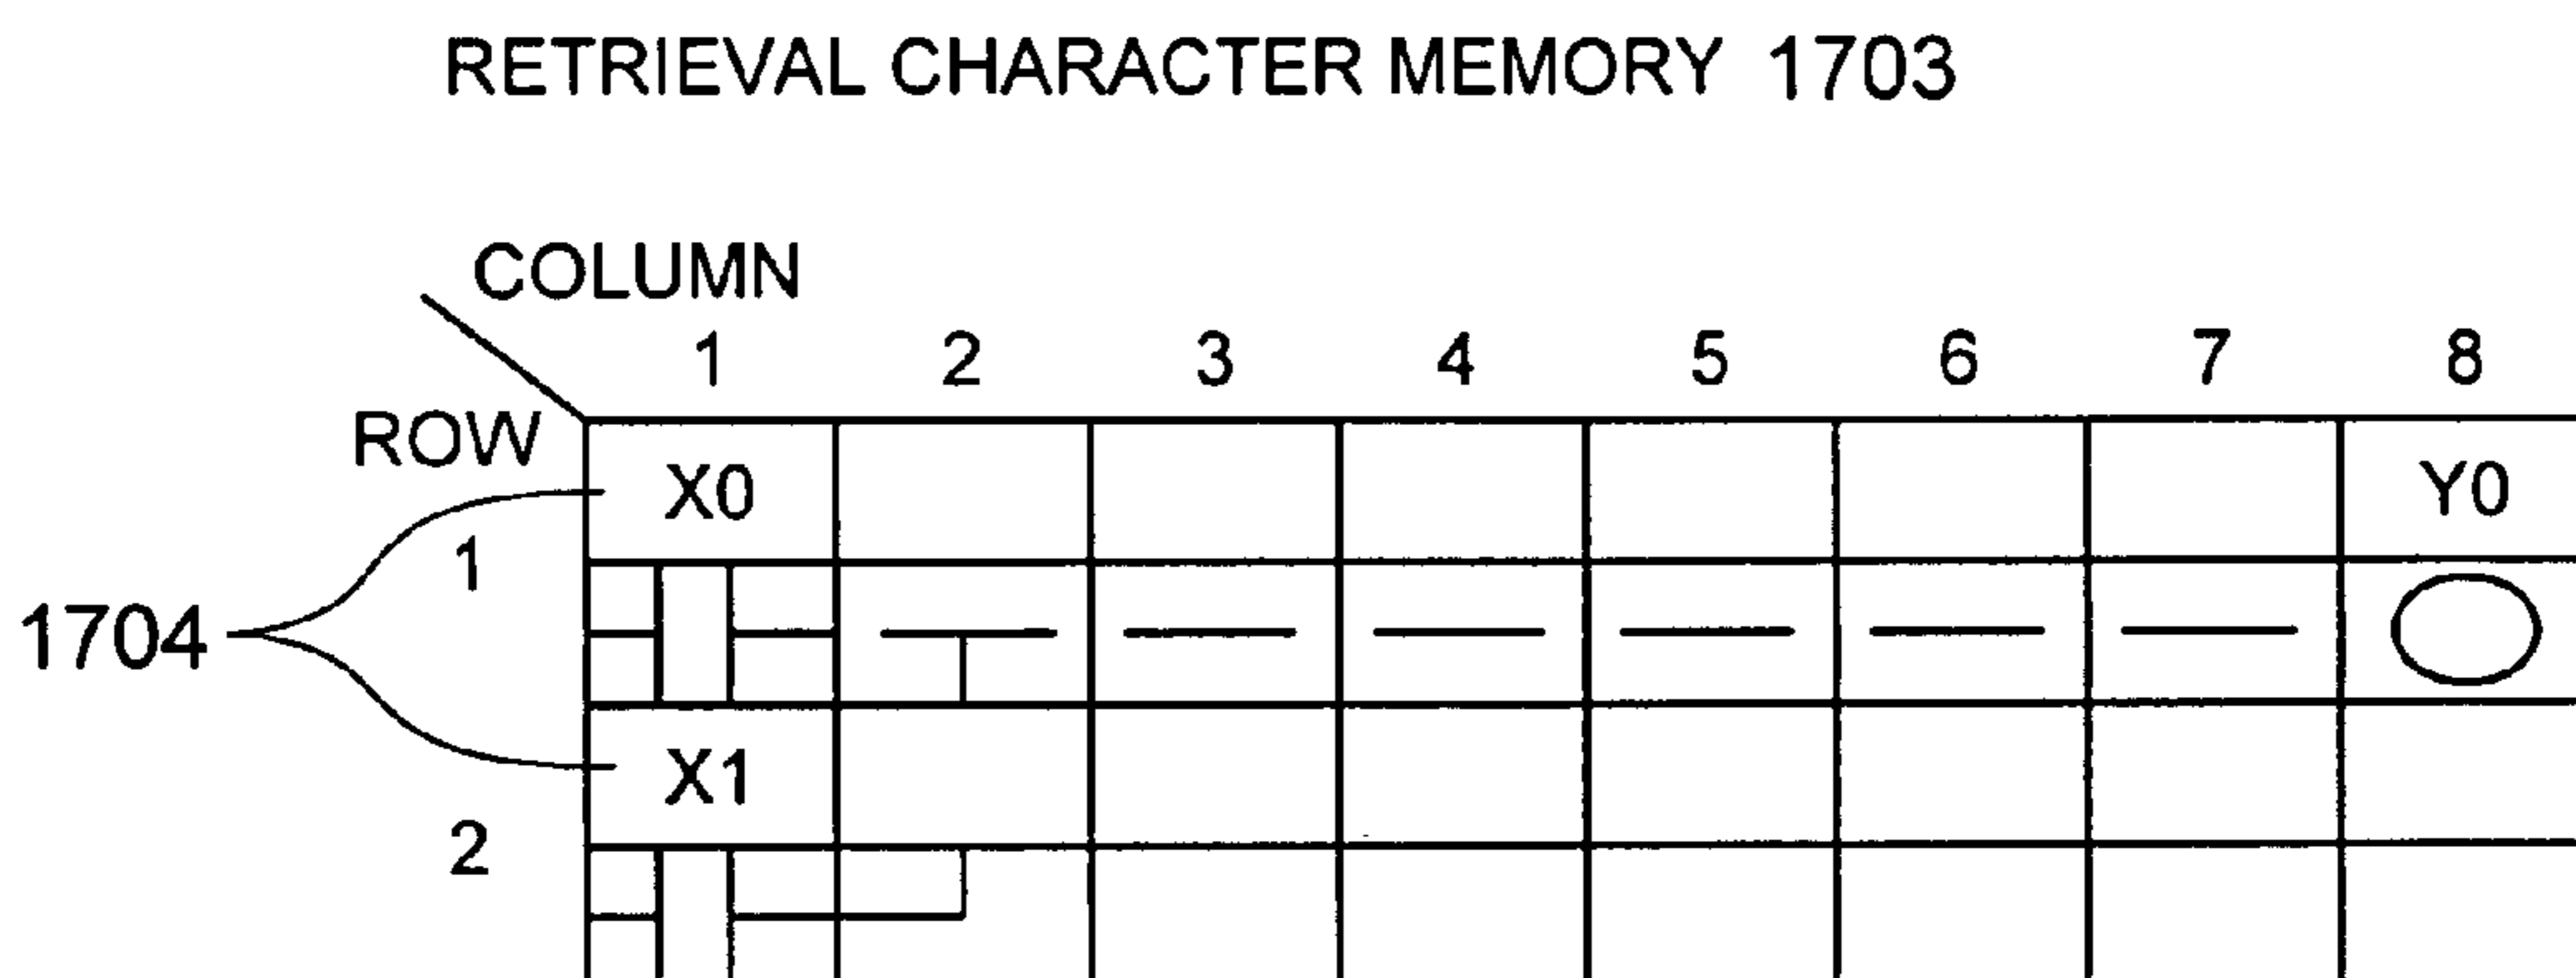 RETRIEVAL CHARACTER MEMORY 1703
COLUMN
1 2 3 4 5 6 7 8
ROW
X0 Y0
1
1704
X1
2